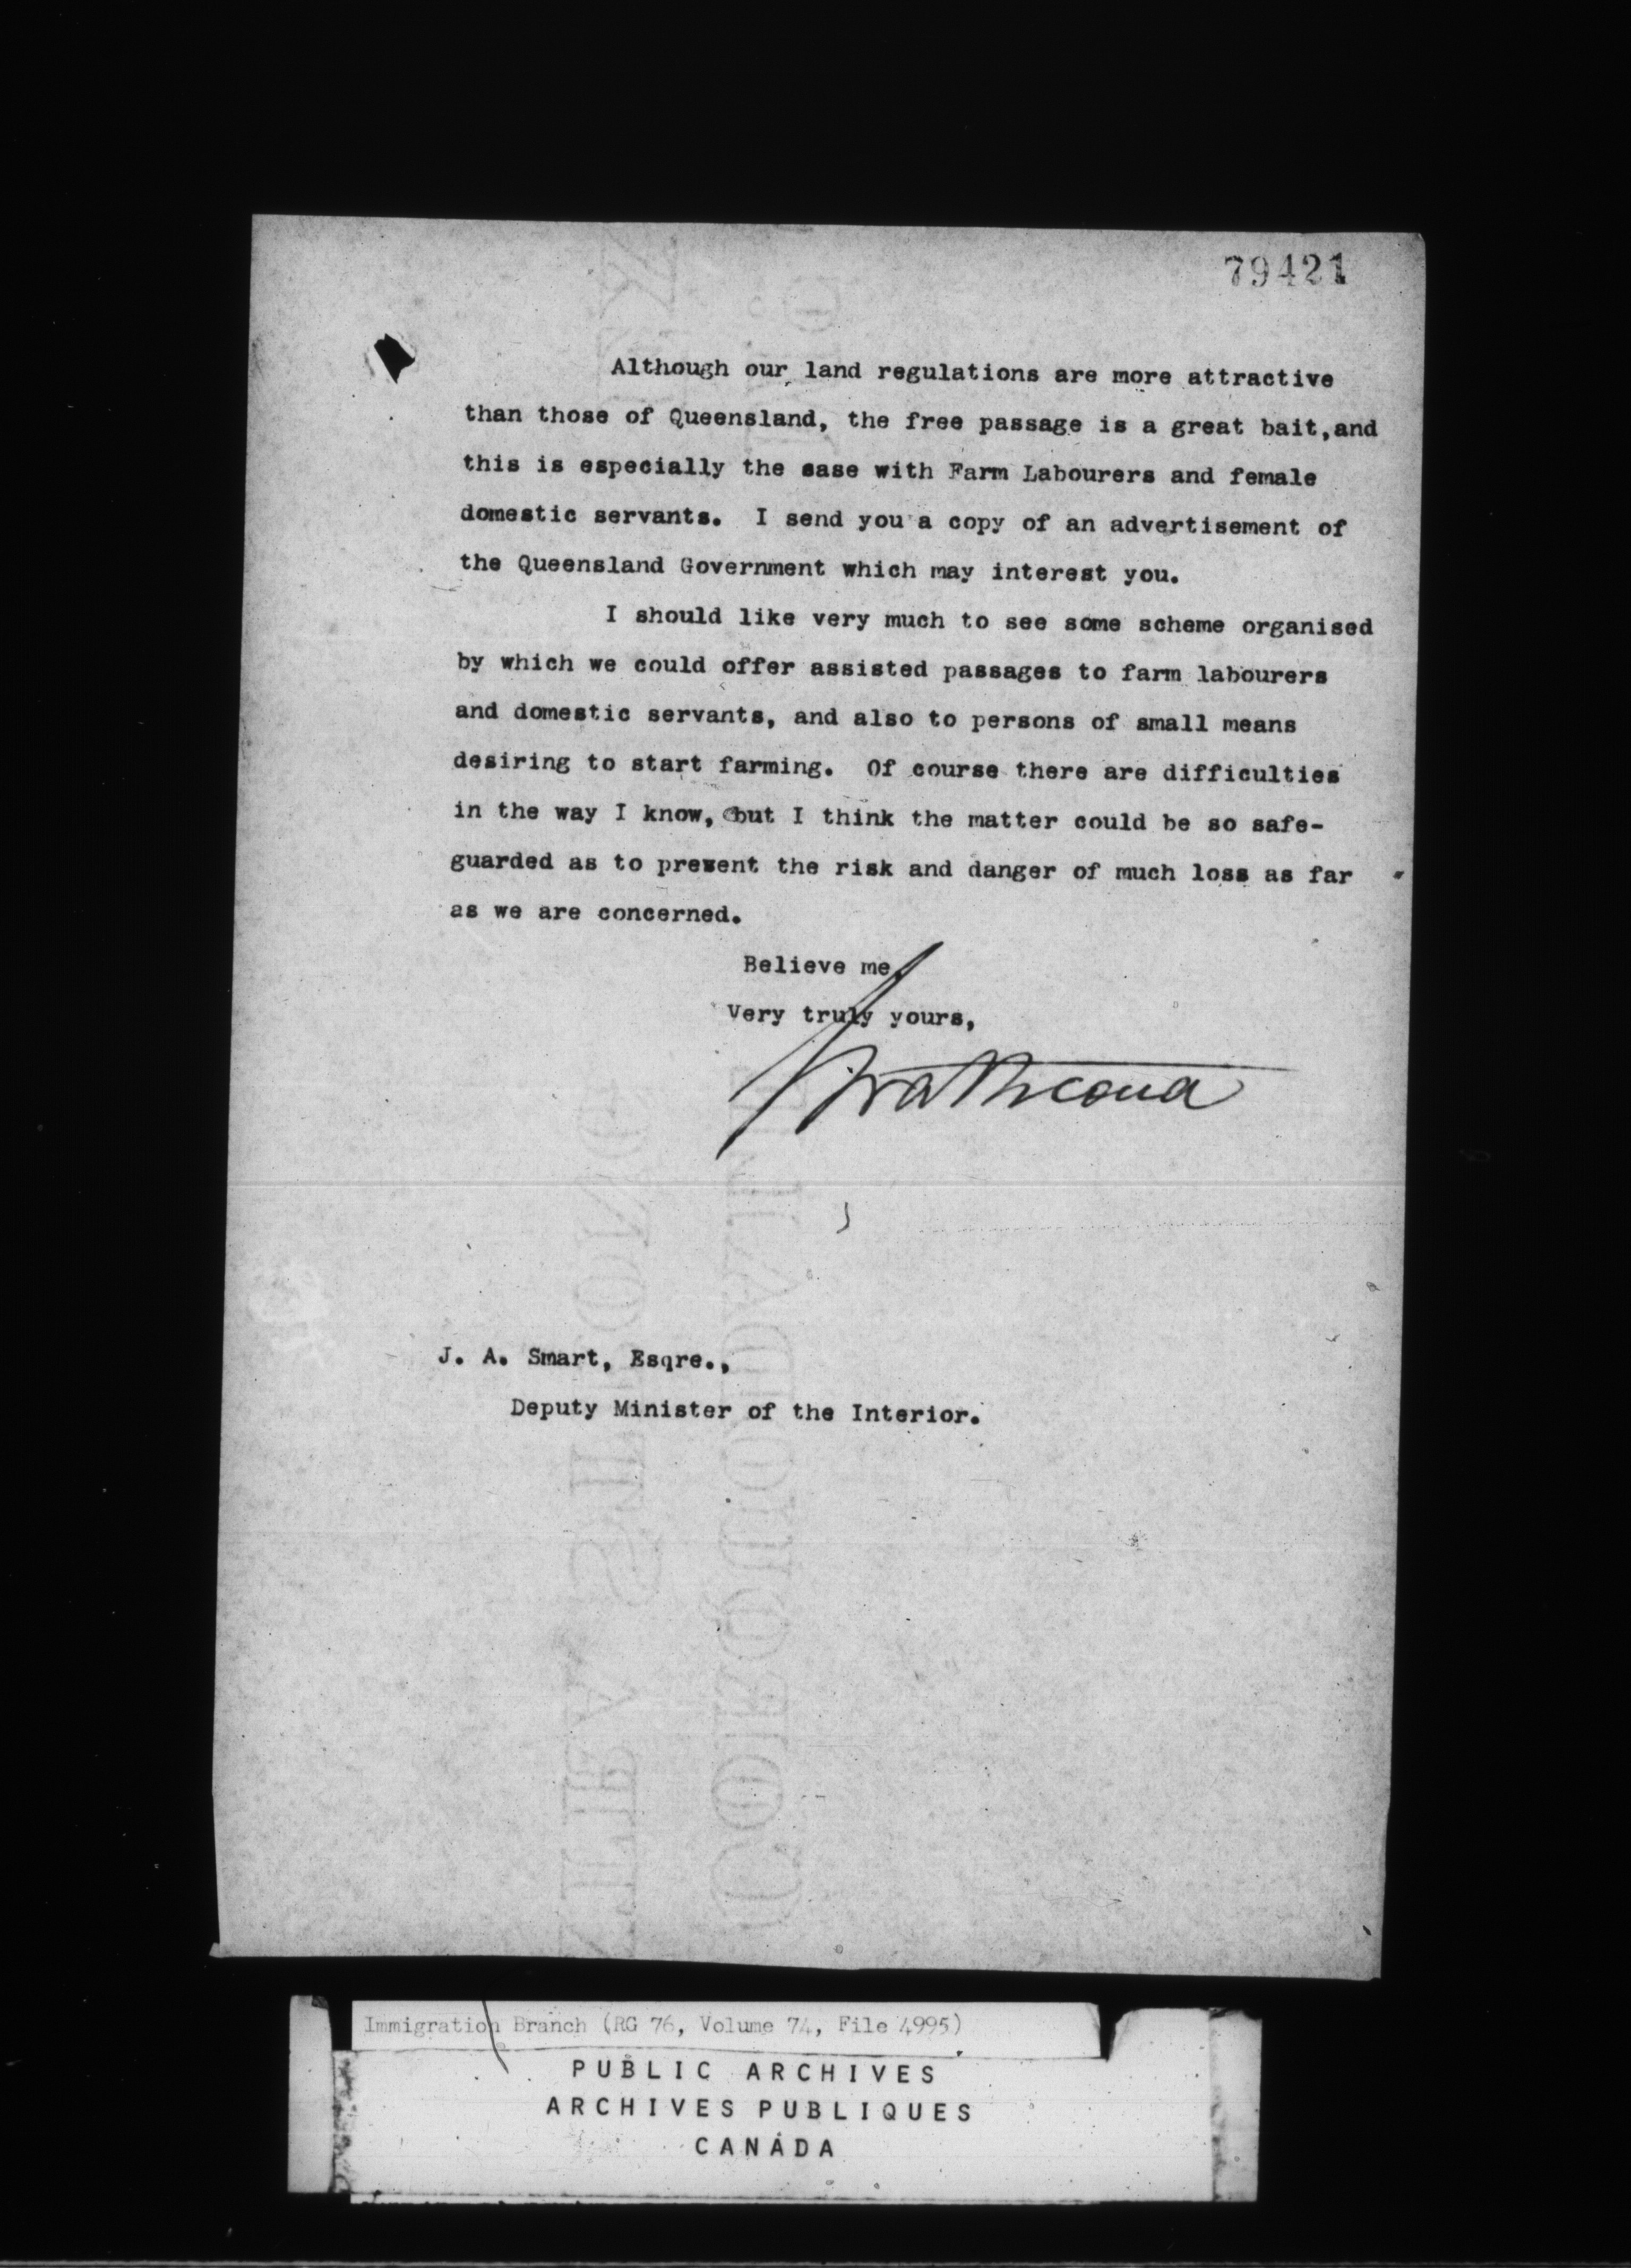 79421
Although our land regulations are more attractive
than those of Queensland, the free passage is a great bait,and
this is especially the case with Farm Labourers and female
domestic servants. I send you a copy of an advertisement of
the Queensland Government which may interest you.
I should like very much to see some scheme organised
by which we could offer assisted passages to farm labourers
and domestic servants, and also to persons of small means
desiring to start farming. Of course there are difficulties
in the way I know, but I think the matter could be so safe-
guarded as to prevent the risk and danger of much loss as far
as we are concerned.
Believe me,
Very truly yours,
Strathcona
J. A. Smart, Esqre.,
Deputy Minister of the Interior.
Immigration Branch (RG 76, Volume 74, File 4995)
PUBLIC ARCHIVES
ARCHIVES PUBLIQUES
CANADA